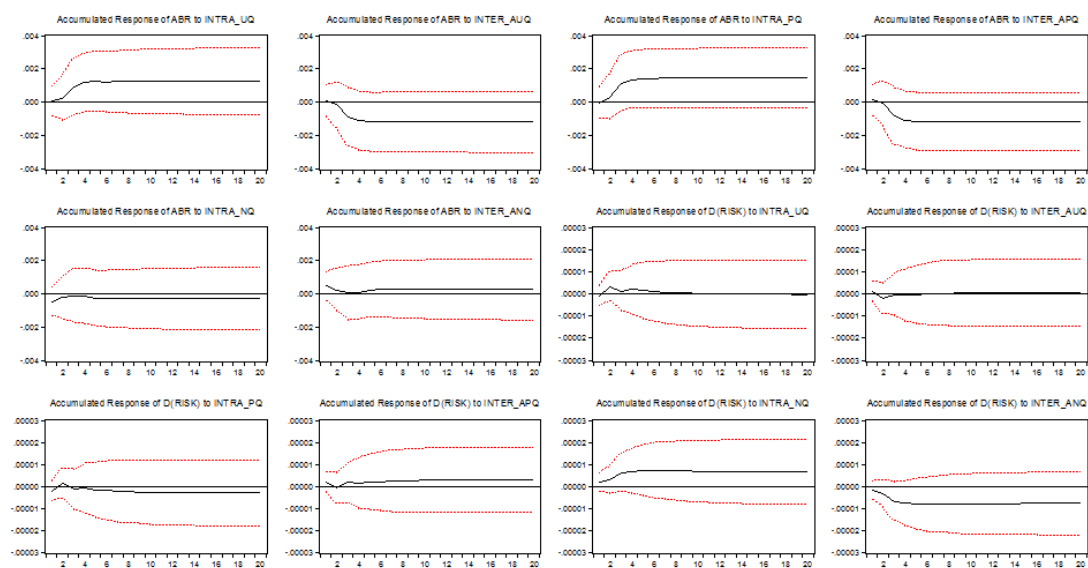 Accumulated Response of ABR to INTRA_UQ
Accumulated Response of ABR to INTER_AUQ
Accumulated Response of ABR to INTRA_PQ
Accumulated Response of ABR to INTER_APQ
.004 .004 .004 .004
.002 .002 .002 .002
.000 .000 .000 .000
-.002 -.002 -.002 -.002
-.004 -.004 -.004 -.004
2 4 6 8 10 12 14 16 18 20 2 4 6 8 10 12 14 16 18 20 2 4 6 8 10 12 14 16 18 20 2 4 6 8 10 12 14 16 18 20
Accumulated Response of ABR to INTRA_NQ
Accumulated Response of ABR to INTER_ANQ
Accumulated Response of D(RISK) to INTRA_UQ
Accumulated Response of D(RISK) to INTER_AUQ
.004 .004 .00003 .00003
.002 .002 .00002 .00002
.00001 .00001
.000 .000 .00000 .00000
-.00001 -.00001
-.002 -.002 -.00002 -.00002
-.004 -.004 -.00003 -.00003
2 4 6 8 10 12 14 16 18 20 2 4 6 8 10 12 14 16 18 20 2 4 6 8 10 12 14 16 18 20 2 4 6 8 10 12 14 16 18 20
Accumulated Response of D(RISK) to INTRA_PQ
Accumulated Response of D(RISK) to INTER_APQ
Accumulated Response of D(RISK) to INTRA_NQ
Accumulated Response of D(RISK) to INTER_ANQ
.00003 .00003 .00003 .00003
.00002 .00002 .00002 .00002
.00001 .00001 .00001 .00001
.00000 .00000 .00000 .00000
-.00001 -.00001 -.00001 -.00001
-.00002 -.00002 -.00002 -.00002
-.00003 -.00003 -.00003 -.00003
2 4 6 8 10 12 14 16 18 20 2 4 6 8 10 12 14 16 18 20 2 4 6 8 10 12 14 16 18 20 2 4 6 8 10 12 14 16 18 20